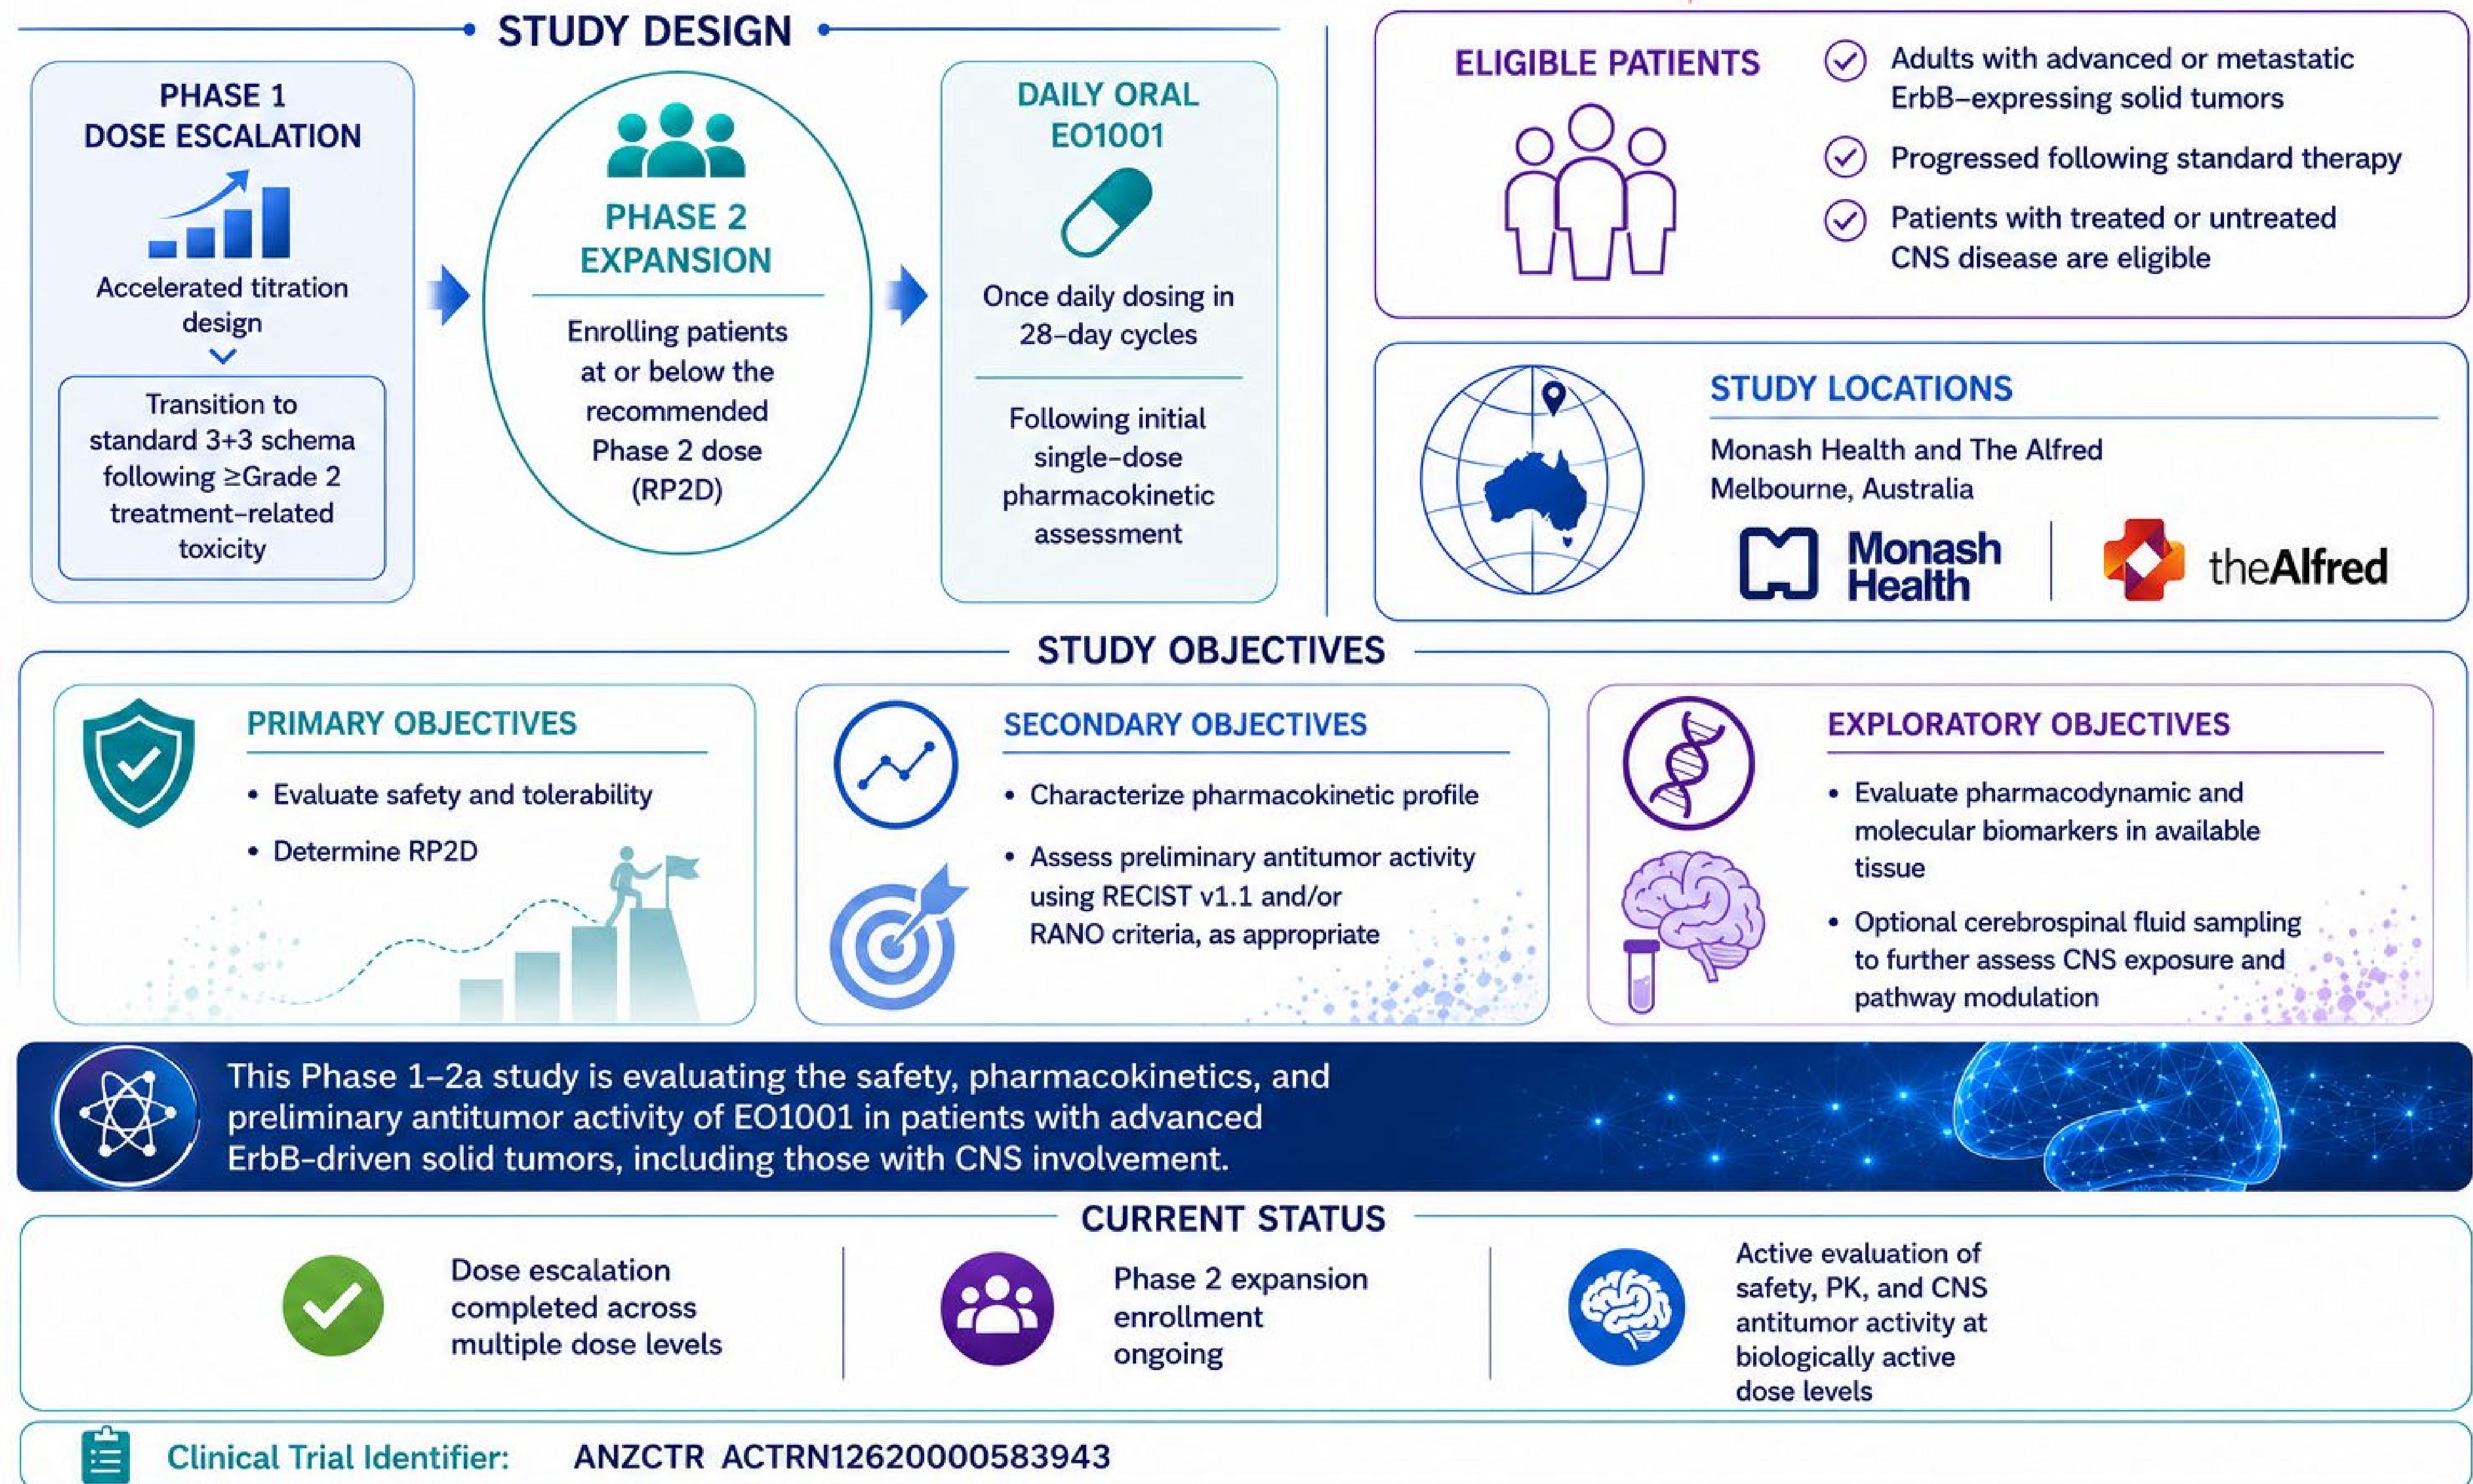 STUDY DESIGN
PHASE 1
DOSE ESCALATION
Accelerated titration
design
Transition to
standard 3+3 schema
following ≥Grade 2
treatment-related
toxicity
PHASE 2
EXPANSION
Enrolling patients
at or below the
recommended
Phase 2 dose
(RP2D)
DAILY ORAL
EO1001
Once daily dosing in
28-day cycles
Following initial
single-dose
pharmacokinetic
assessment
ELIGIBLE PATIENTS
Adults with advanced or metastatic
ErbB-expressing solid tumors
Progressed following standard therapy
Patients with treated or untreated
CNS disease are eligible
STUDY LOCATIONS
Monash Health and The Alfred
Melbourne, Australia
Monash
Health
theAlfred
STUDY OBJECTIVES
PRIMARY OBJECTIVES
• Evaluate safety and tolerability
• Determine RP2D
SECONDARY OBJECTIVES
• Characterize pharmacokinetic profile
• Assess preliminary antitumor activity
using RECIST v1.1 and/or
RANO criteria, as appropriate
EXPLORATORY OBJECTIVES
• Evaluate pharmacodynamic and
molecular biomarkers in available
tissue
• Optional cerebrospinal fluid sampling
to further assess CNS exposure and
pathway modulation
This Phase 1–2a study is evaluating the safety, pharmacokinetics, and
preliminary antitumor activity of EO1001 in patients with advanced
ErbB-driven solid tumors, including those with CNS involvement.
CURRENT STATUS
Dose escalation
completed across
multiple dose levels
Phase 2 expansion
enrollment
ongoing
Active evaluation of
safety, PK, and CNS
antitumor activity at
biologically active
dose levels
Clinical Trial Identifier: ANZCTR ACTRN12620000583943